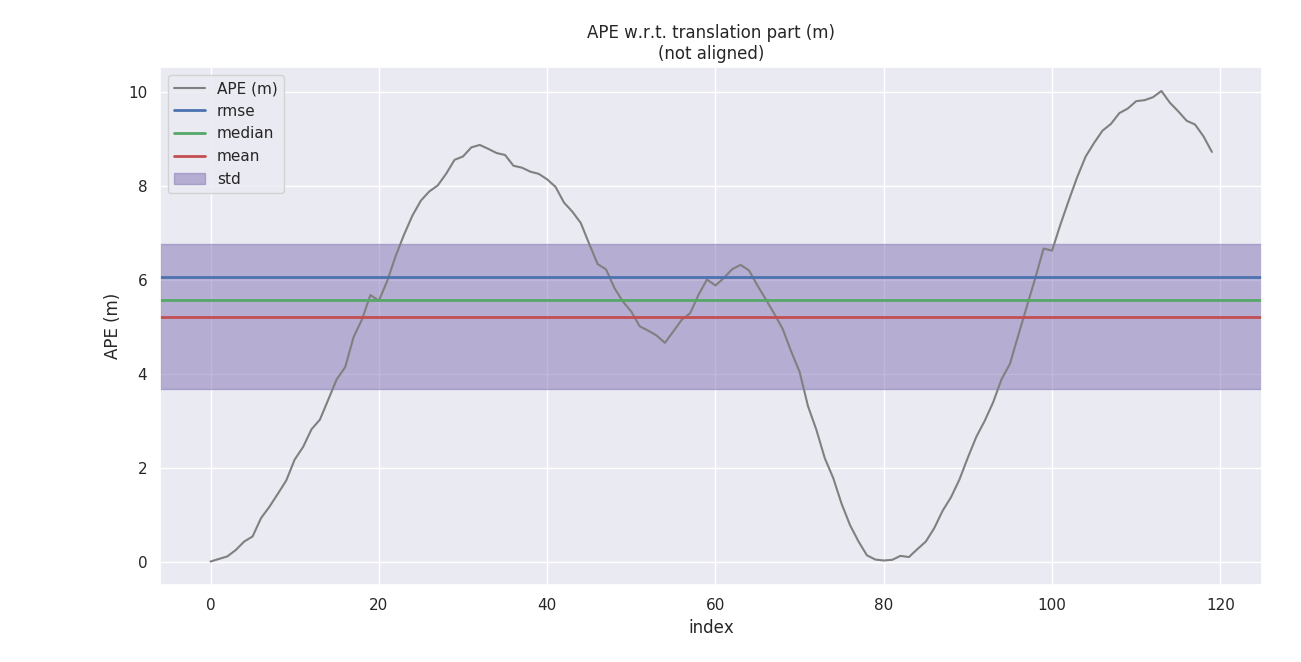 APE w.r.t. translation part (m)
(not aligned)
APE (m)
rmse
median
mean
std
APE (m)
10
8
6
4
2
0
0 20 40 60 80 100 120
index